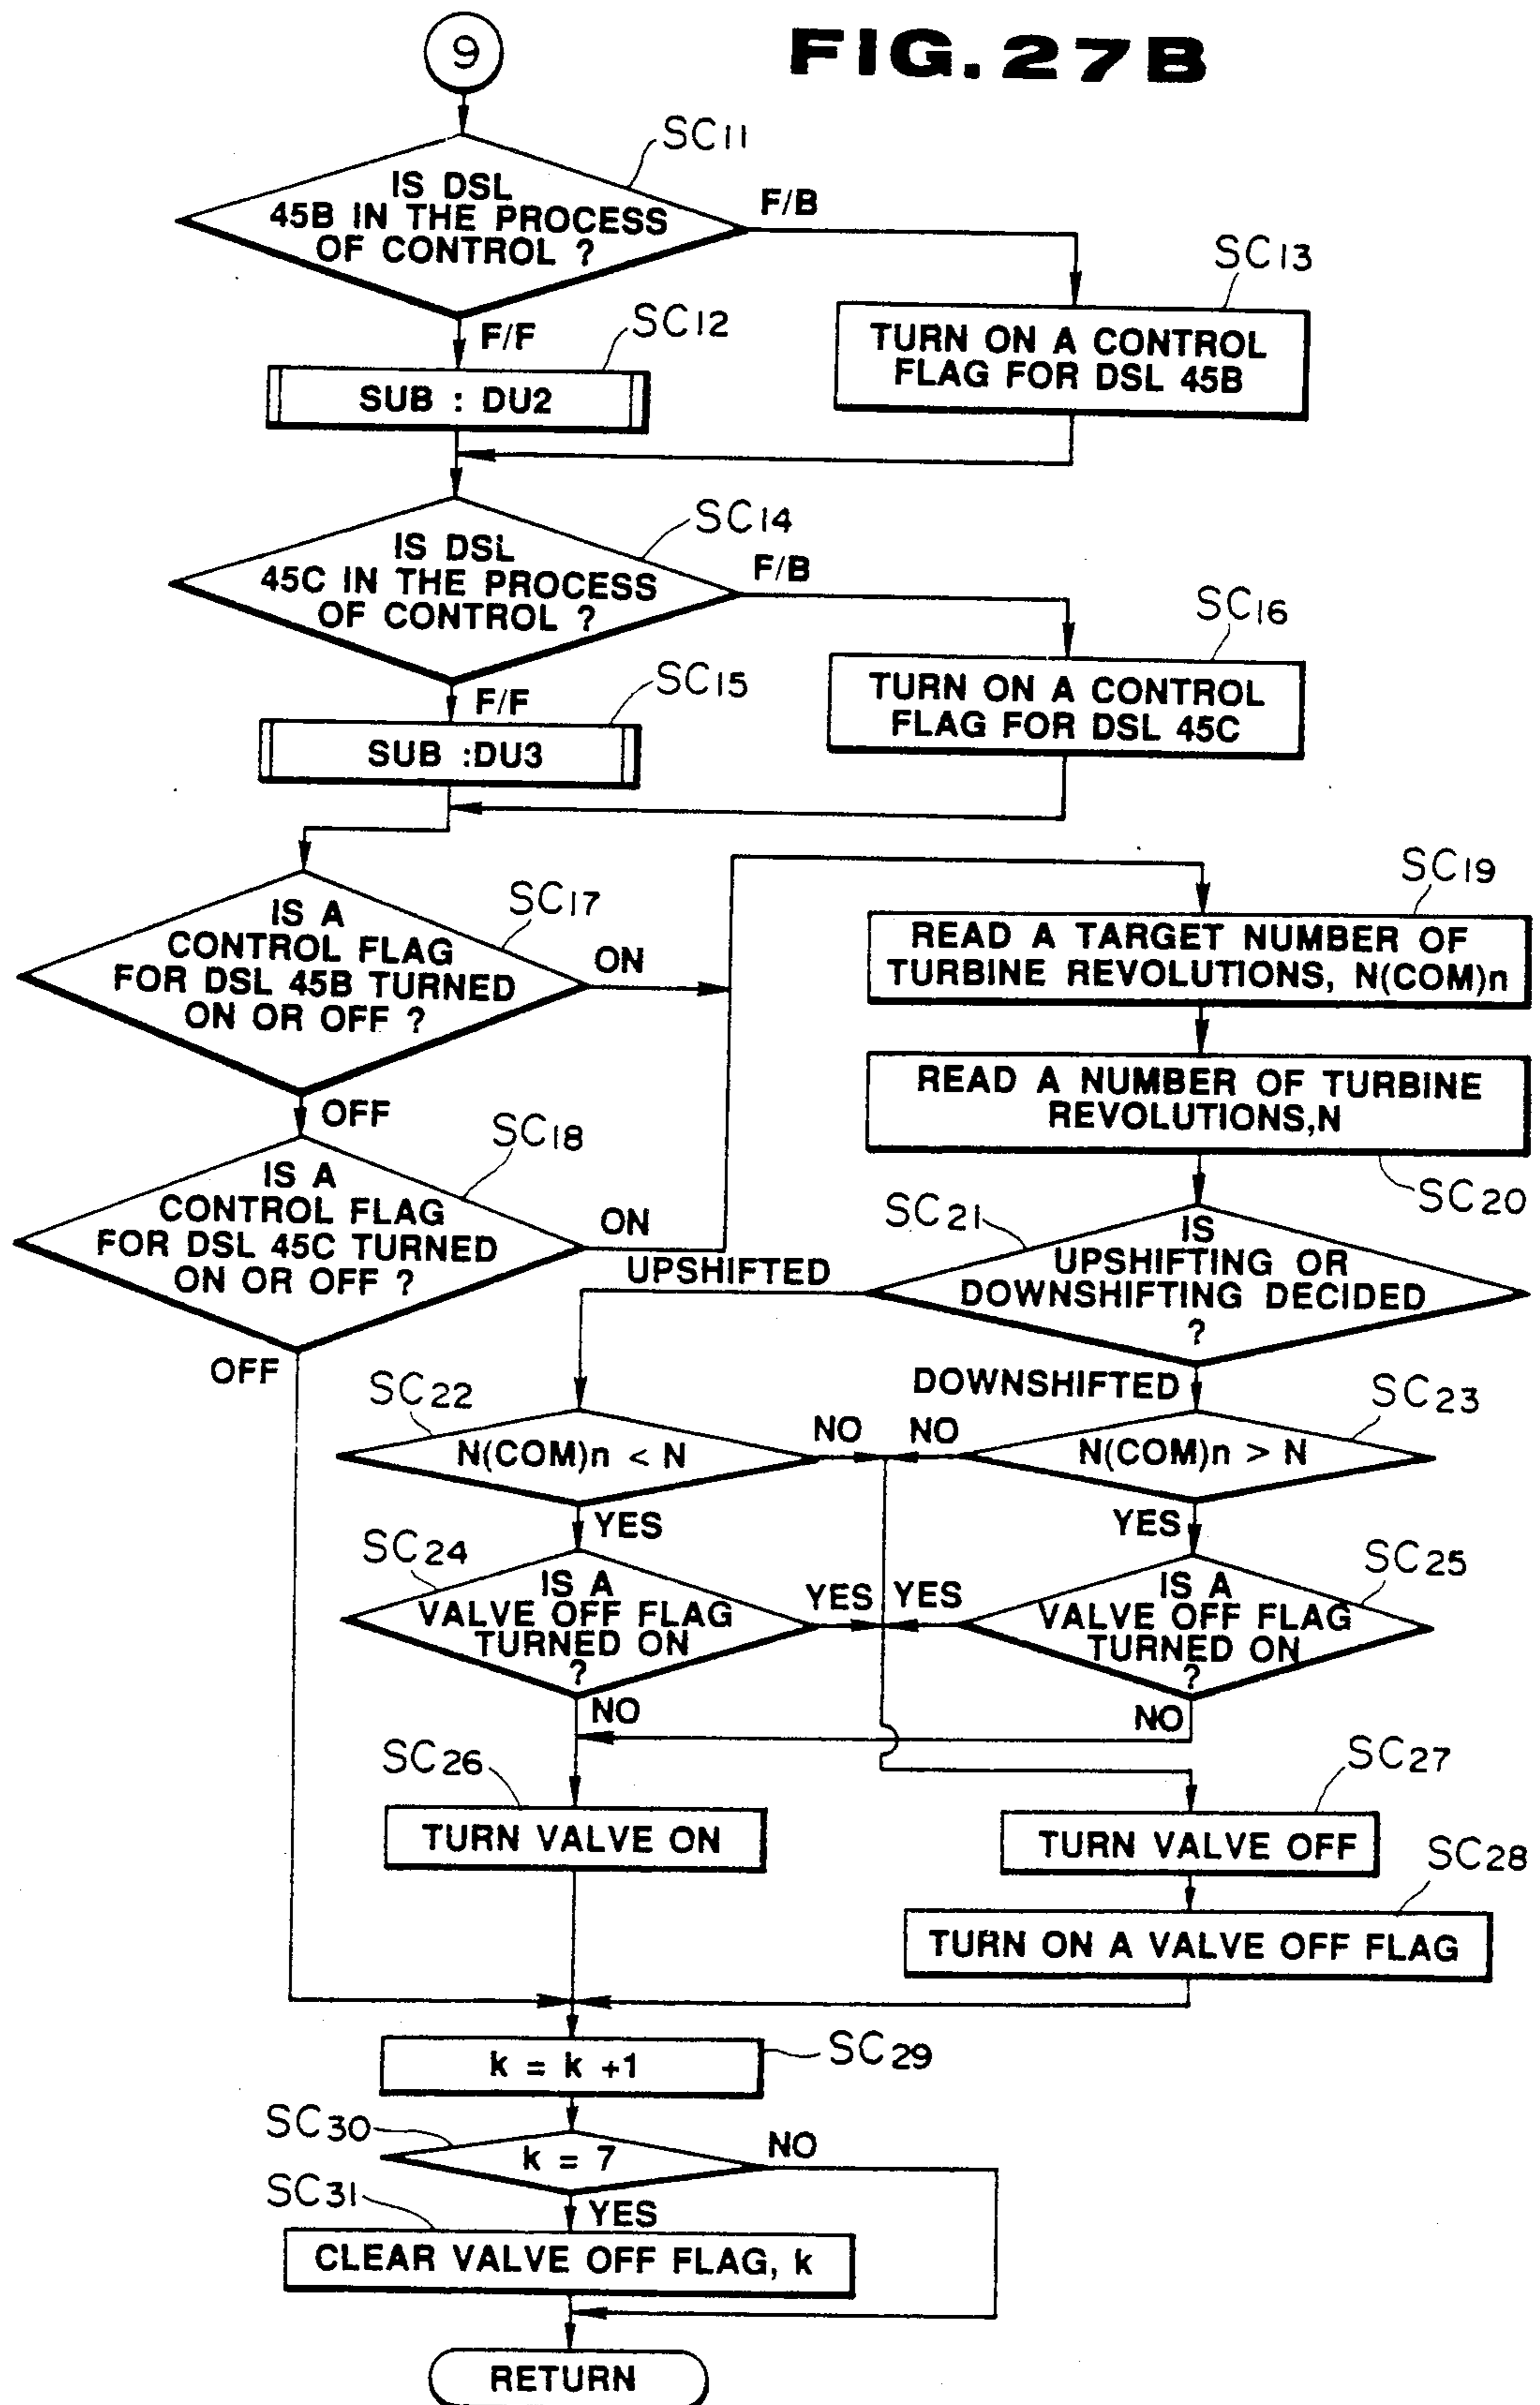 FIG. 27B
9
SC11
IS DSL
45B IN THE PROCESS
OF CONTROL ?
F/B
SC13
TURN ON A CONTROL
FLAG FOR DSL 45B
F/F
SC12
SUB : DU2
SC14
IS DSL
45C IN THE PROCESS
OF CONTROL ?
F/B
SC16
TURN ON A CONTROL
FLAG FOR DSL 45C
F/F
SC15
SUB :DU3
SC17
IS A
CONTROL FLAG
FOR DSL 45B TURNED
ON OR OFF ?
ON
OFF
SC18
IS A
CONTROL FLAG
FOR DSL 45C TURNED
ON OR OFF ?
ON
OFF
SC19
READ A TARGET NUMBER OF
TURBINE REVOLUTIONS, N(COM)n
READ A NUMBER OF TURBINE
REVOLUTIONS,N
SC20
SC21
IS
UPSHIFTING OR
DOWNSHIFTING DECIDED
?
UPSHIFTED
DOWNSHIFTED
SC22
N(COM)n < N
NO
NO
SC23
N(COM)n > N
YES
YES
SC24
IS A
VALVE OFF FLAG
TURNED ON
?
YES
YES
SC25
IS A
VALVE OFF FLAG
TURNED ON
?
NO
NO
SC26
TURN VALVE ON
SC27
TURN VALVE OFF
SC28
TURN ON A VALVE OFF FLAG
k = k +1
SC29
SC30
k = 7
NO
YES
SC31
CLEAR VALVE OFF FLAG, k
RETURN